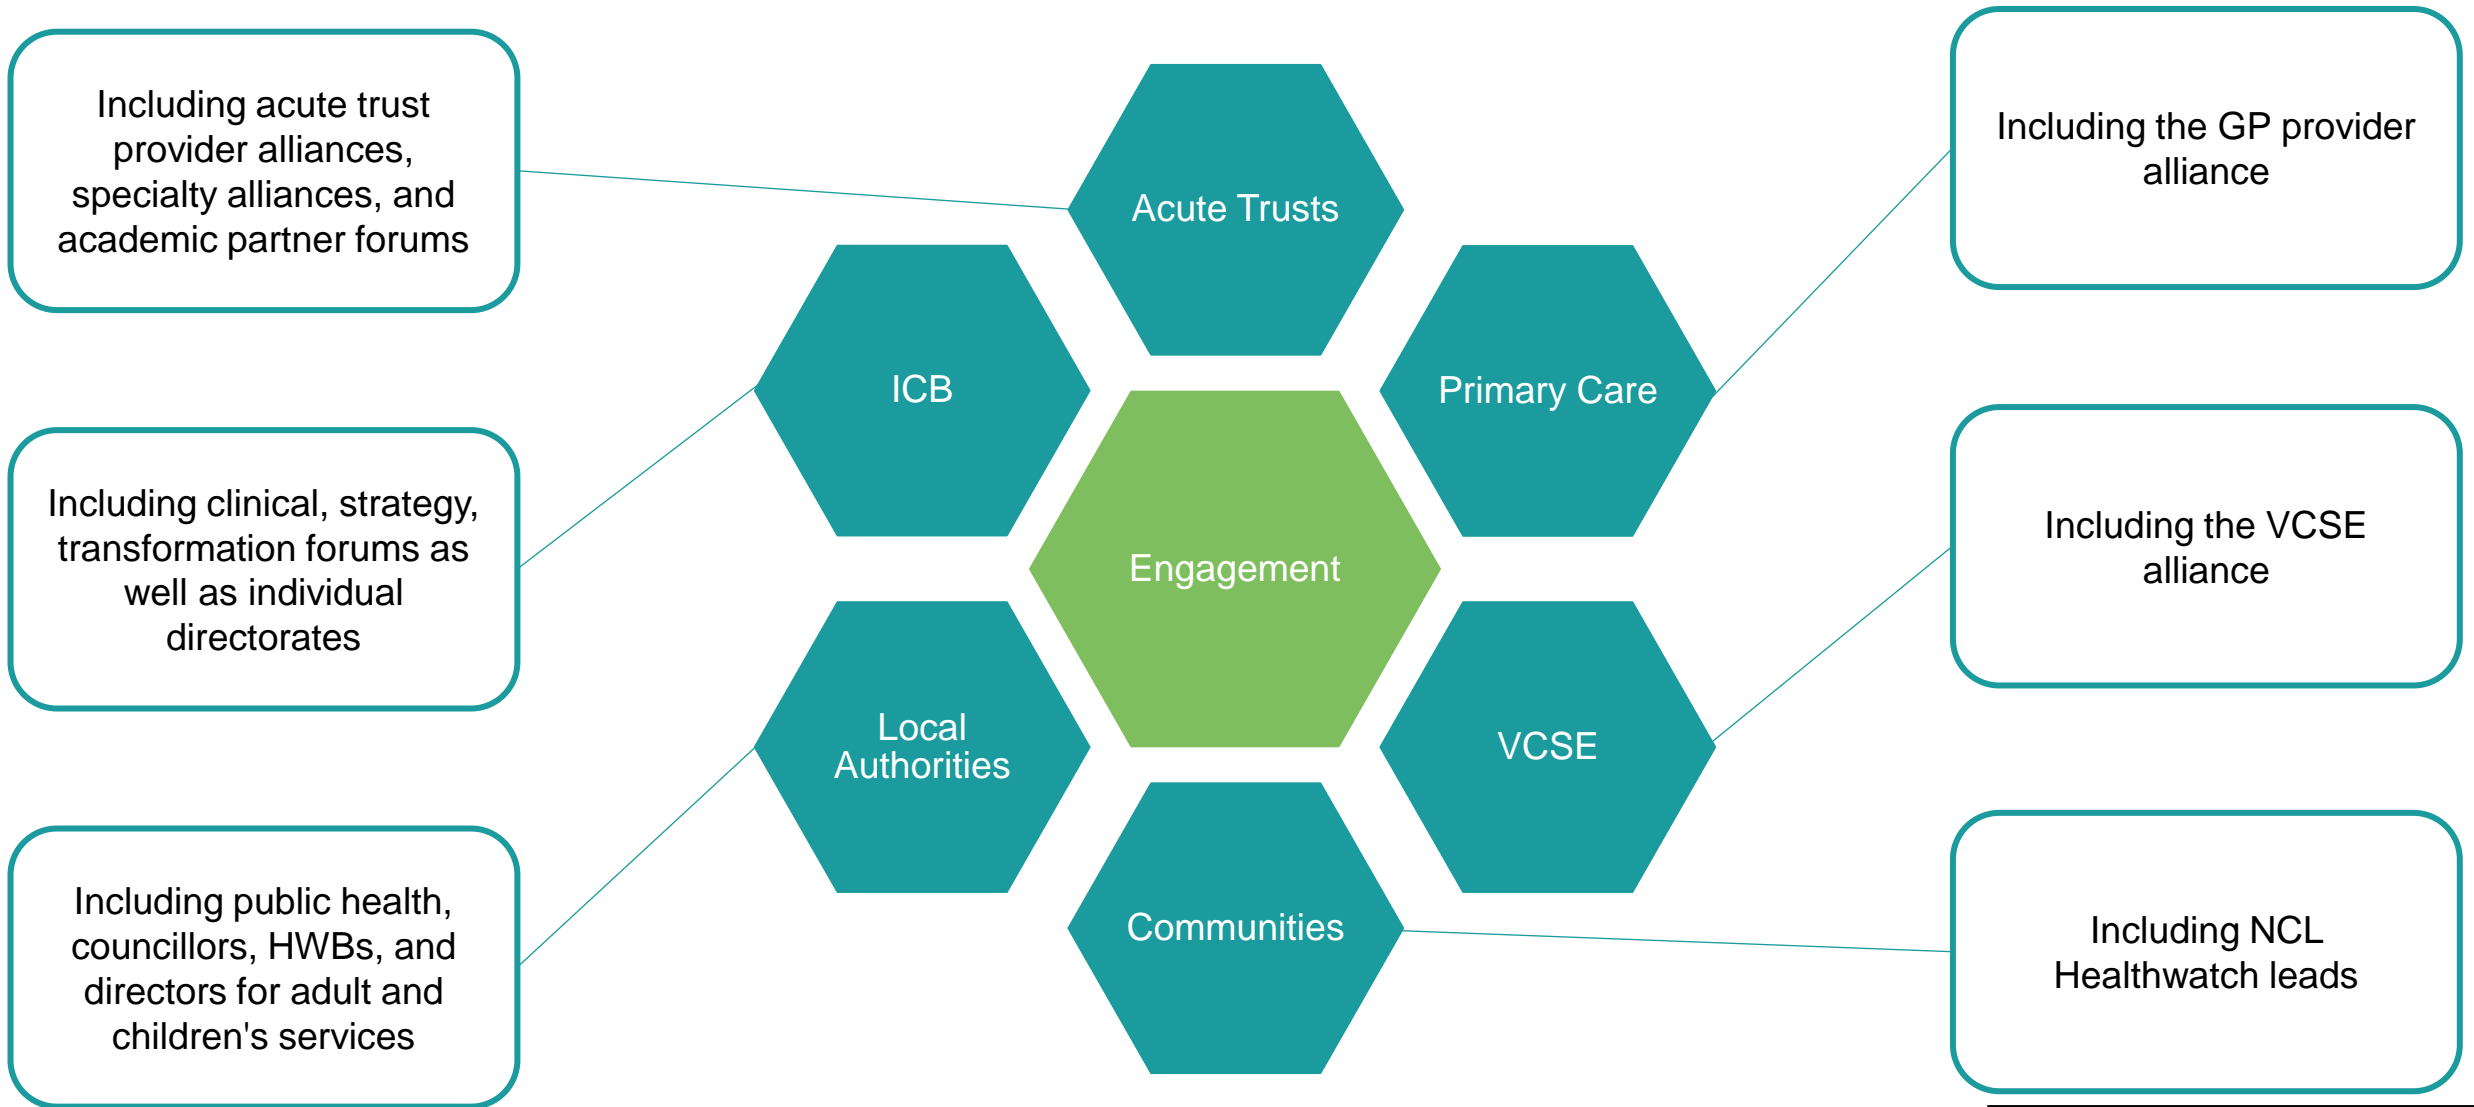 Including acute trust
provider alliances,
specialty alliances, and
academic partner forums
Including clinical, strategy,
transformation forums as
well as individual
directorates
Including public health,
councillors, HWBs, and
directors for adult and
children's services
Acute Trusts
ICB
Primary Care
Engagement
Local
Authorities
VCSE
Communities
Including the GP provider
alliance
Including the VCSE
alliance
Including NCL
Healthwatch leads